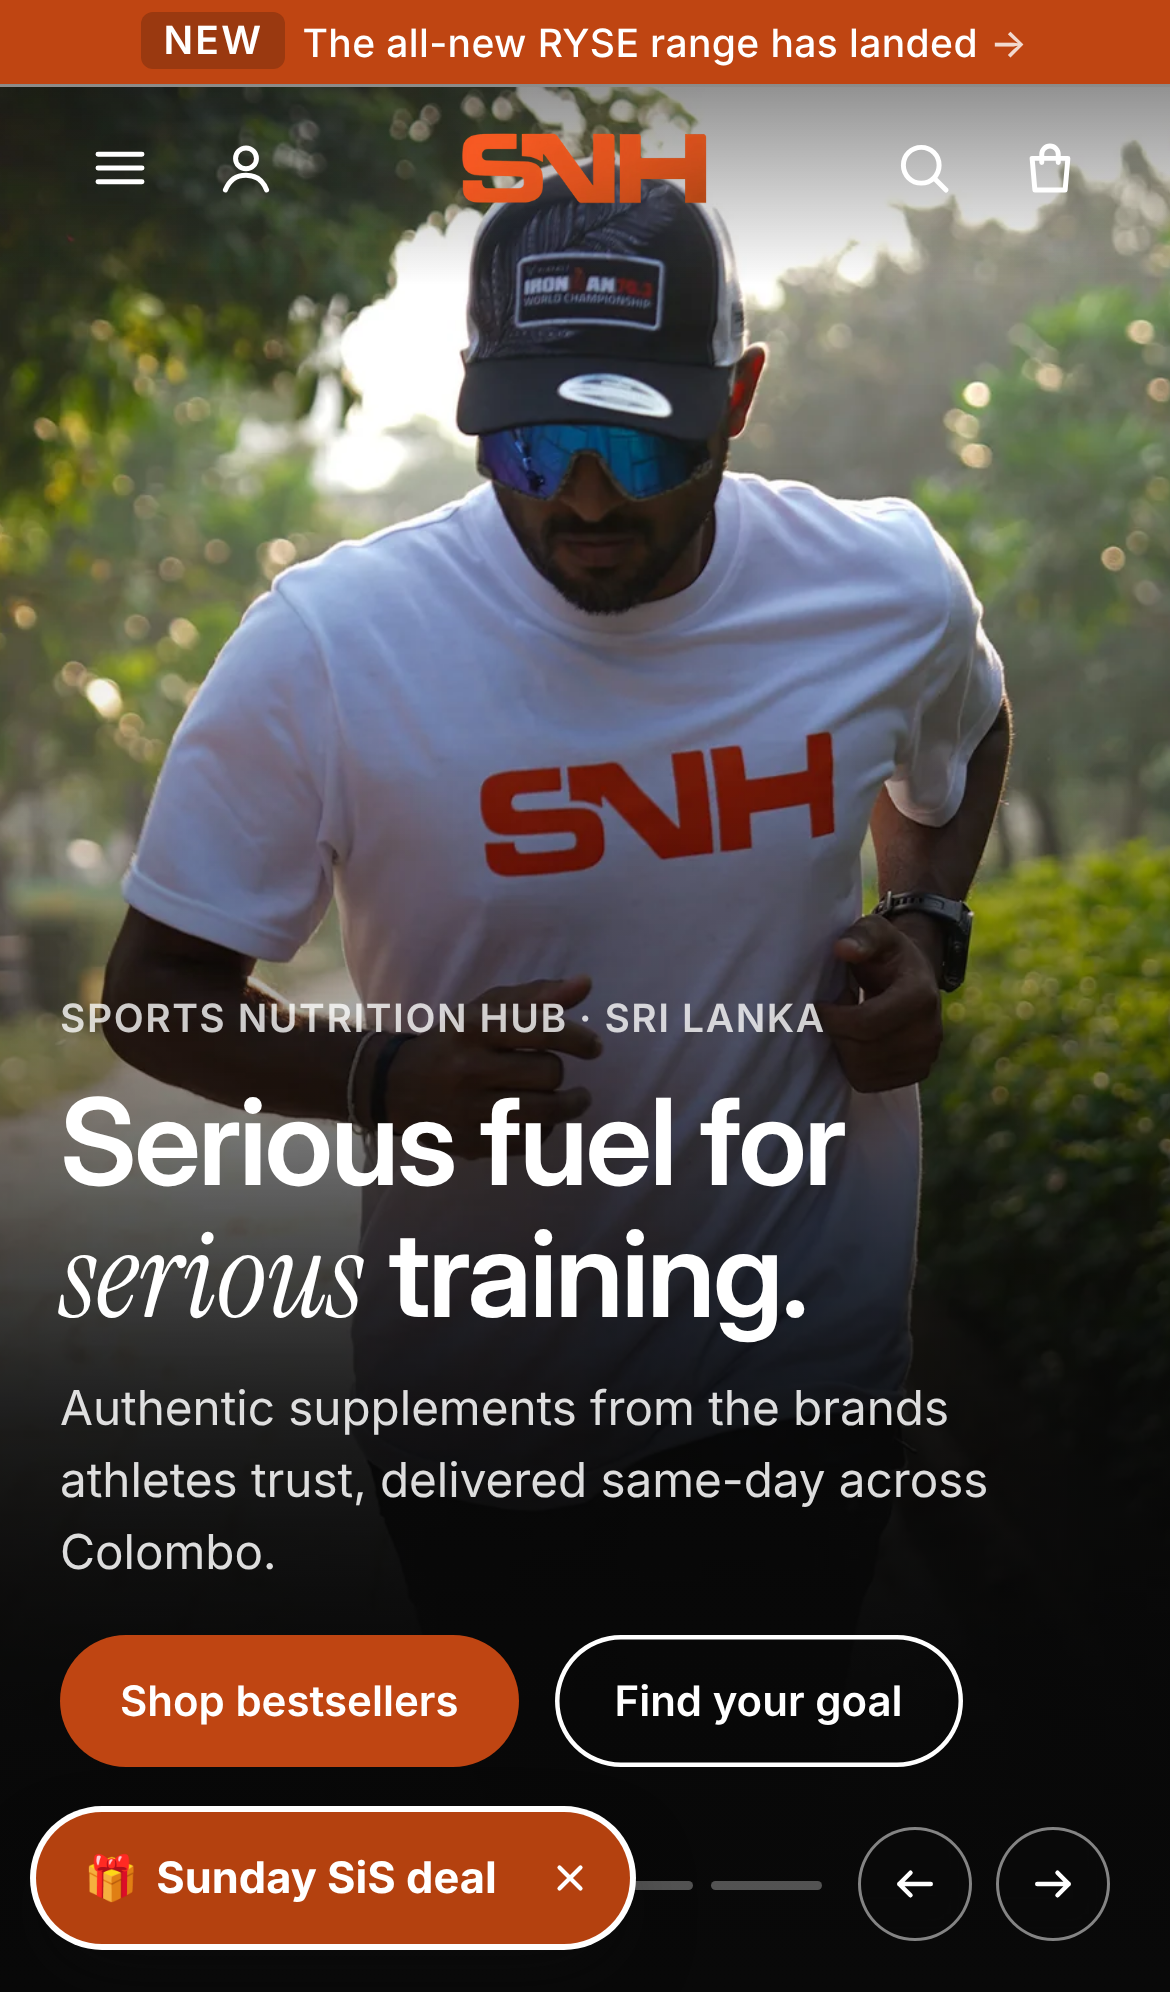 NEW The all-new RYSE range has landed →
SNH
IRONMAN 70.3
WORLD CHAMPIONSHIP
SNH
SPORTS NUTRITION HUB · SRI LANKA
Serious fuel for
serious training.
Authentic supplements from the brands
athletes trust, delivered same-day across
Colombo.
Shop bestsellers
Find your goal
🎁 Sunday SiS deal ×